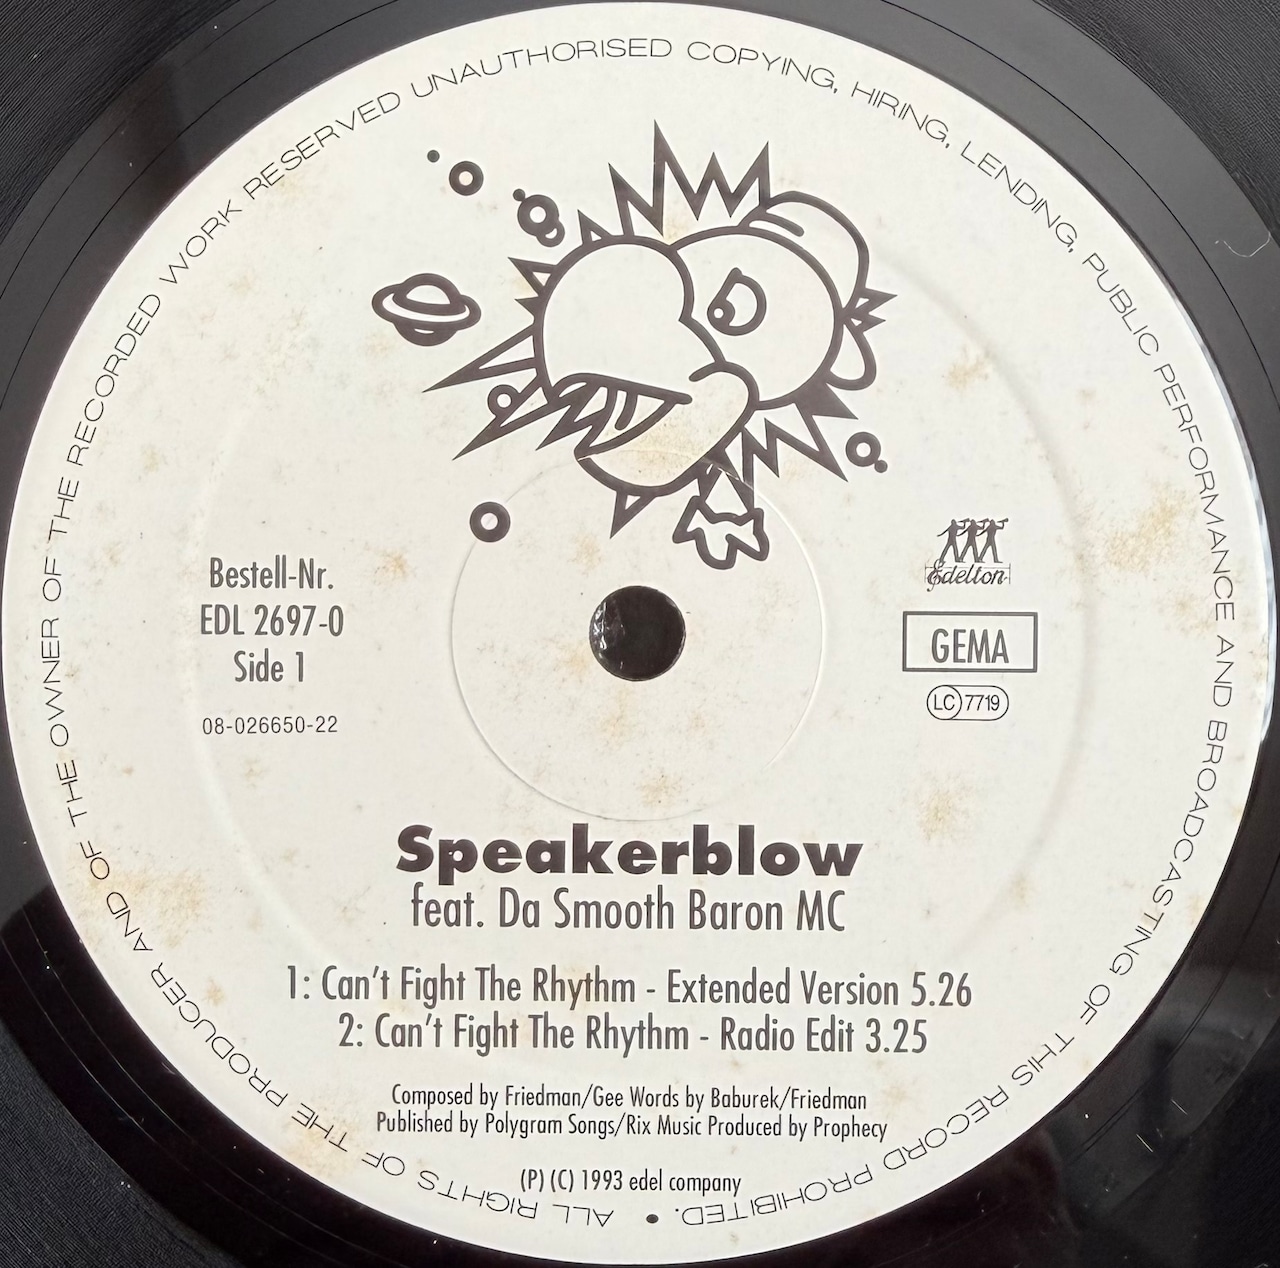 ALL RIGHTS OF THE PRODUCER AND OF THE OWNER OF THE RECORDED WORK RESERVED UNAUTHORISED COPYING, HIRING, LENDING, PUBLIC PERFORMANCE AND BROADCASTING OF THIS RECORD PROHIBITED. •
Bestell-Nr.
EDL 2697-0
Side 1
08-026650-22
Edelton
GEMA
LC 7719
Speakerblow
feat. Da Smooth Baron MC
1: Can't Fight The Rhythm - Extended Version 5.26
2: Can't Fight The Rhythm - Radio Edit 3.25
Composed by Friedman/Gee Words by Baburek/Friedman
Published by Polygram Songs/Rix Music Produced by Prophecy
(P) (C) 1993 edel company